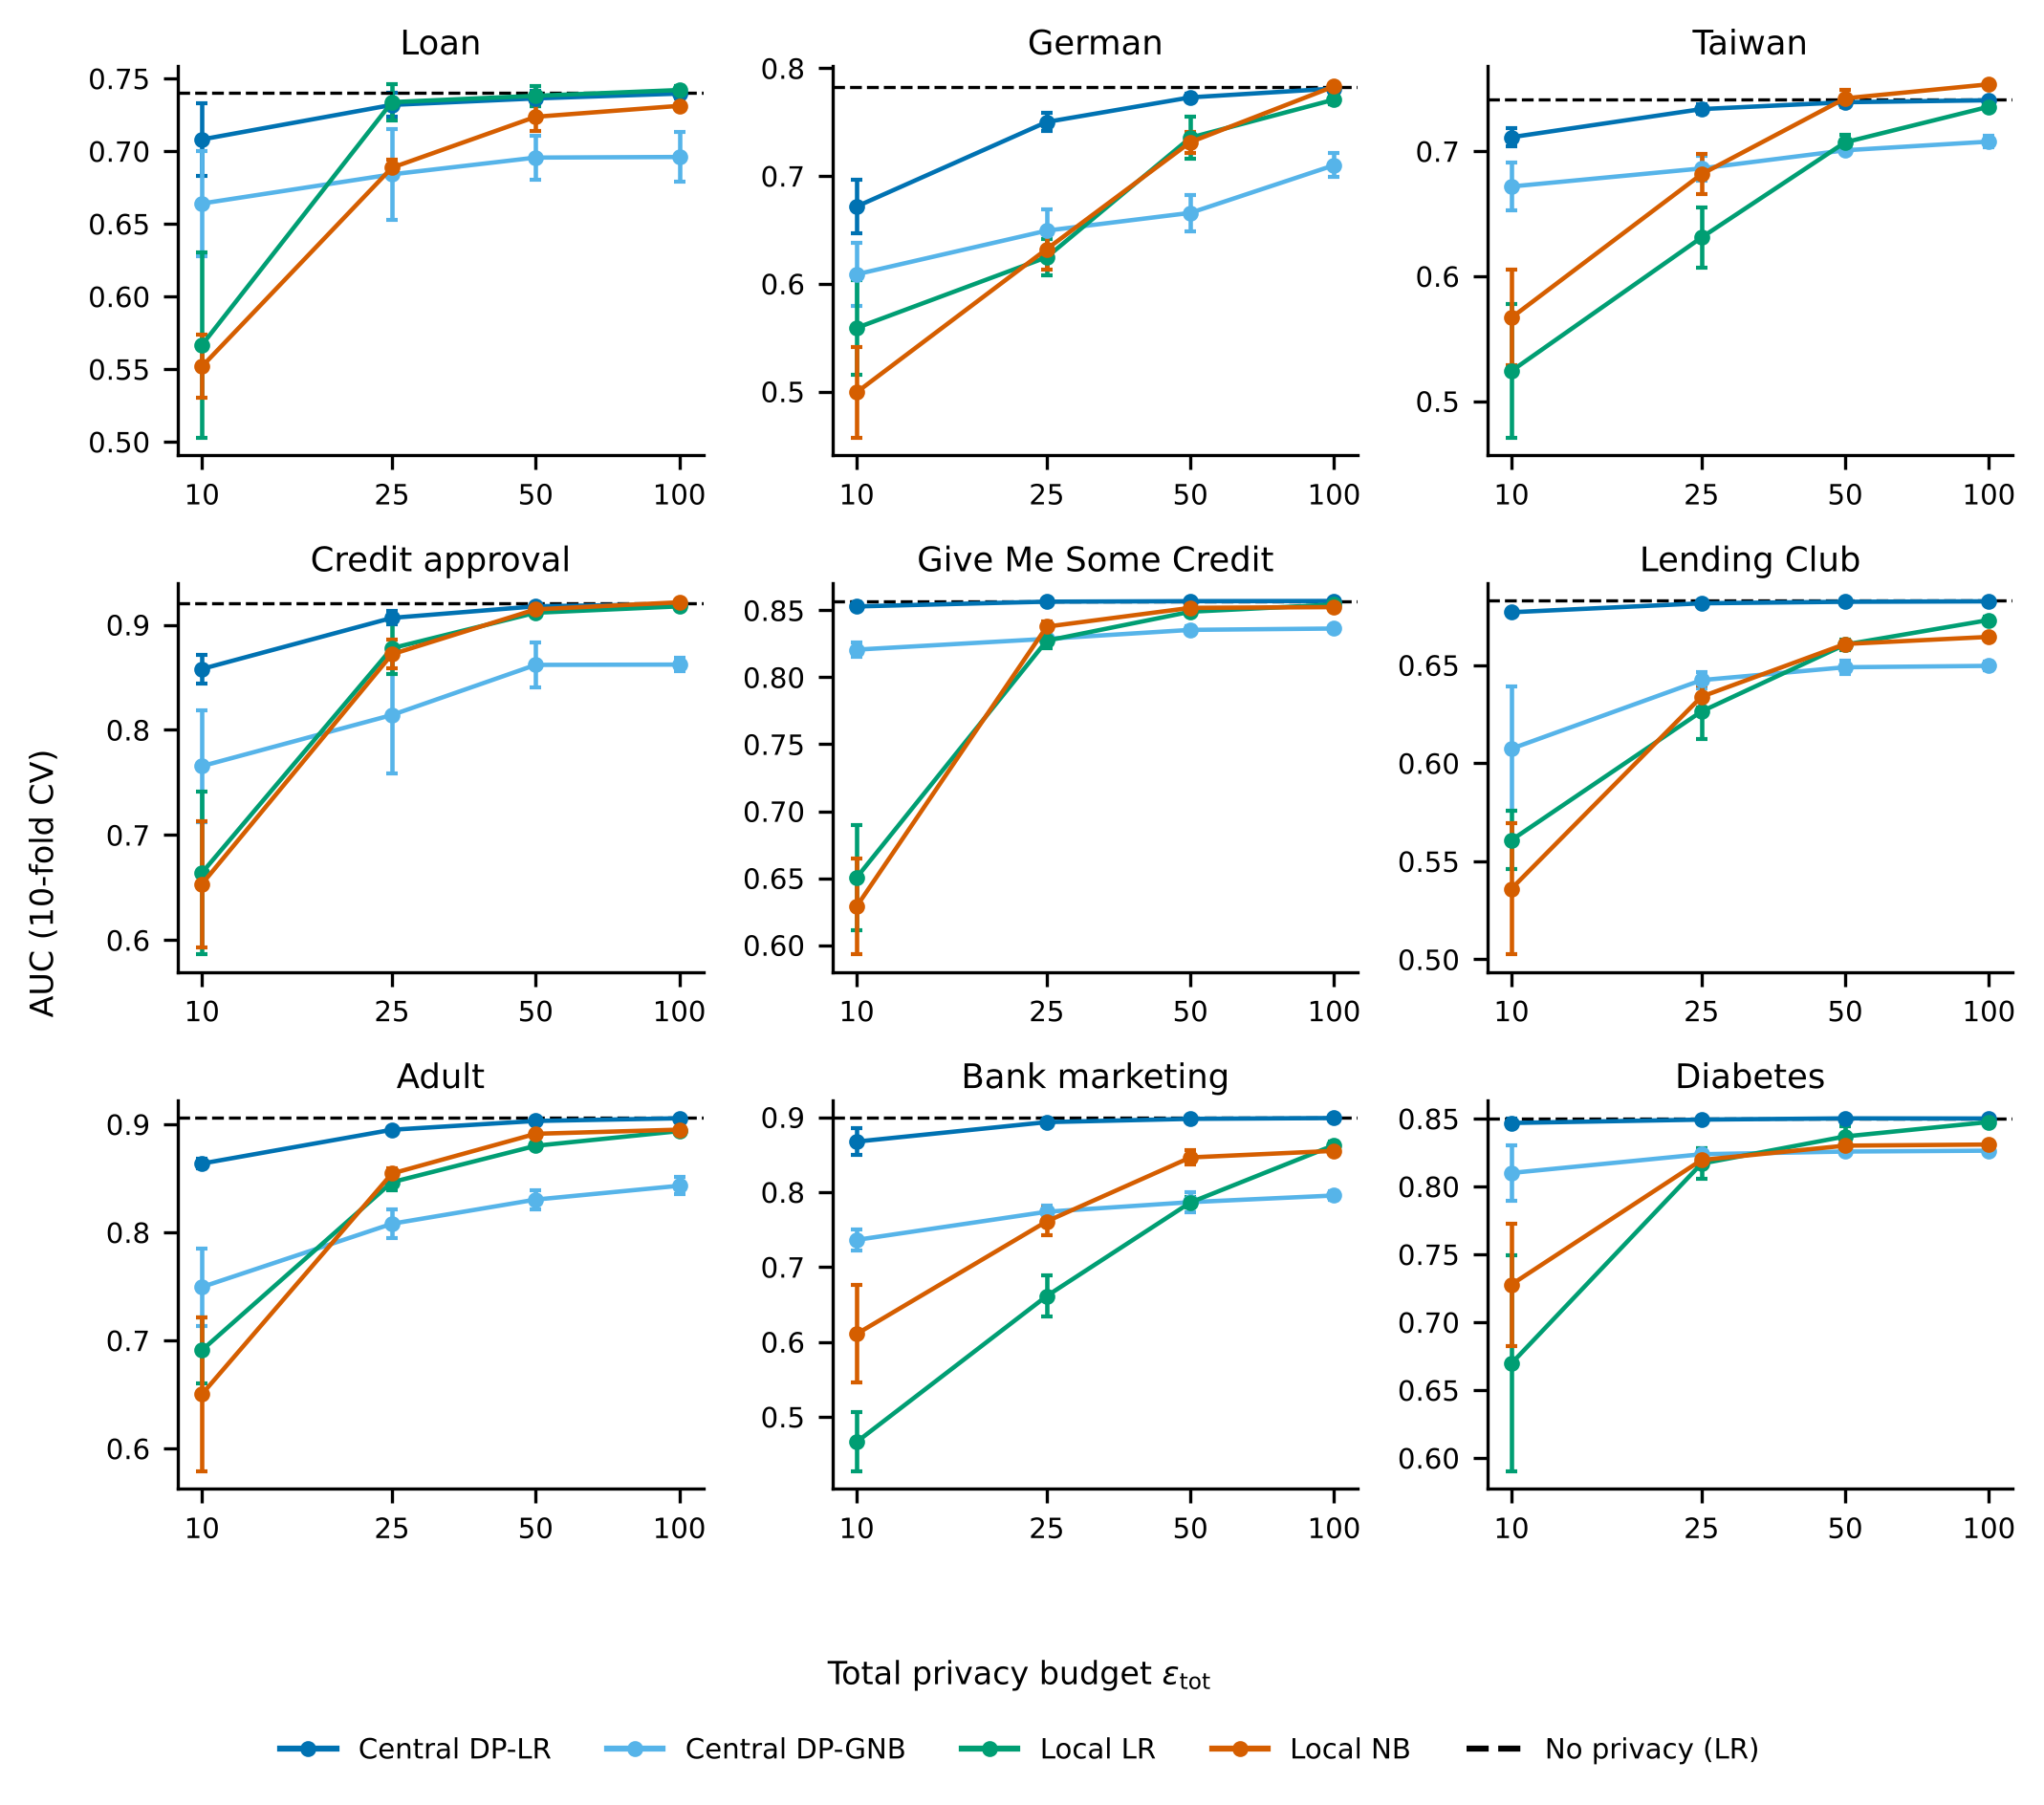 Loan
0.75
0.70
0.65
0.60
0.55
0.50
10 25 50 100
German
0.8
0.7
0.6
0.5
10 25 50 100
Taiwan
0.7
0.6
0.5
10 25 50 100
AUC (10-fold CV)
Credit approval
0.9
0.8
0.7
0.6
10 25 50 100
Give Me Some Credit
0.85
0.80
0.75
0.70
0.65
0.60
10 25 50 100
Lending Club
0.65
0.60
0.55
0.50
10 25 50 100
Adult
0.9
0.8
0.7
0.6
10 25 50 100
Bank marketing
0.9
0.8
0.7
0.6
0.5
10 25 50 100
Diabetes
0.85
0.80
0.75
0.70
0.65
0.60
10 25 50 100
Total privacy budget εtot
Central DP-LR Central DP-GNB Local LR Local NB No privacy (LR)